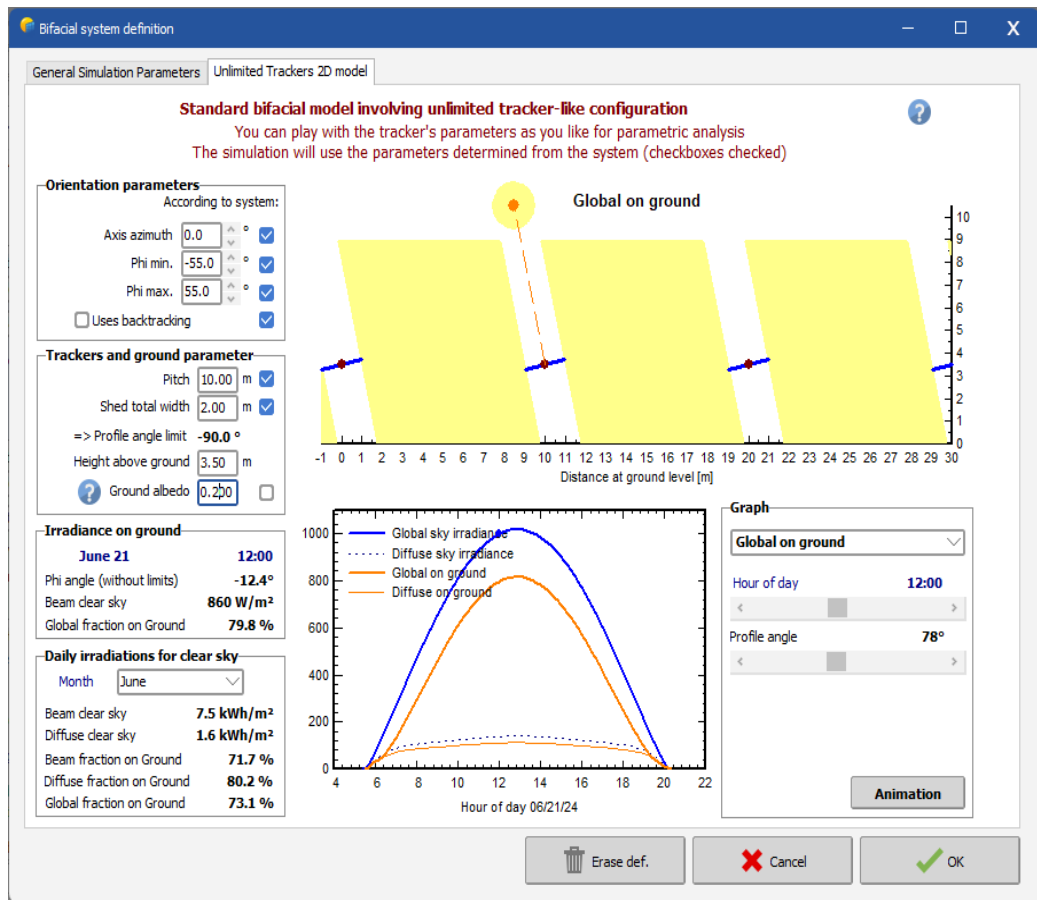 Bifacial system definition
General Simulation Parameters
Unlimited Trackers 2D model
Standard bifacial model involving unlimited tracker-like configuration
You can play with the tracker's parameters as you like for parametric analysis
The simulation will use the parameters determined from the system (checkboxes checked)
Orientation parameters
According to system:
Axis azimuth 0.0 °
Phi min. -55.0 °
Phi max. 55.0 °
Uses backtracking
Trackers and ground parameter
Pitch 10.00 m
Shed total width 2.00 m
=> Profile angle limit -90.0 °
Height above ground 3.50 m
Ground albedo 0.200
Irradiance on ground
June 21 12:00
Phi angle (without limits) -12.4°
Beam clear sky 860 W/m²
Global fraction on Ground 79.8 %
Daily irradiations for clear sky
Month June
Beam clear sky 7.5 kWh/m²
Diffuse clear sky 1.6 kWh/m²
Beam fraction on Ground 71.7 %
Diffuse fraction on Ground 80.2 %
Global fraction on Ground 73.1 %
Global on ground
10
9
8
7
6
5
4
3
2
1
0
-1 0 1 2 3 4 5 6 7 8 9 10 11 12 13 14 15 16 17 18 19 20 21 22 23 24 25 26 27 28 29 30
Distance at ground level [m]
1000
800
600
400
200
0
Global sky irradiance
Diffuse sky irradiance
Global on ground
Diffuse on ground
4 6 8 10 12 14 16 18 20 22
Hour of day 06/21/24
Graph
Global on ground
Hour of day 12:00
Profile angle 78°
Animation
Erase def.
Cancel
OK